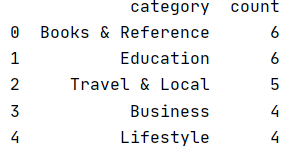 category count
0 Books & Reference 6
1 Education 6
2 Travel & Local 5
3 Business 4
4 Lifestyle 4